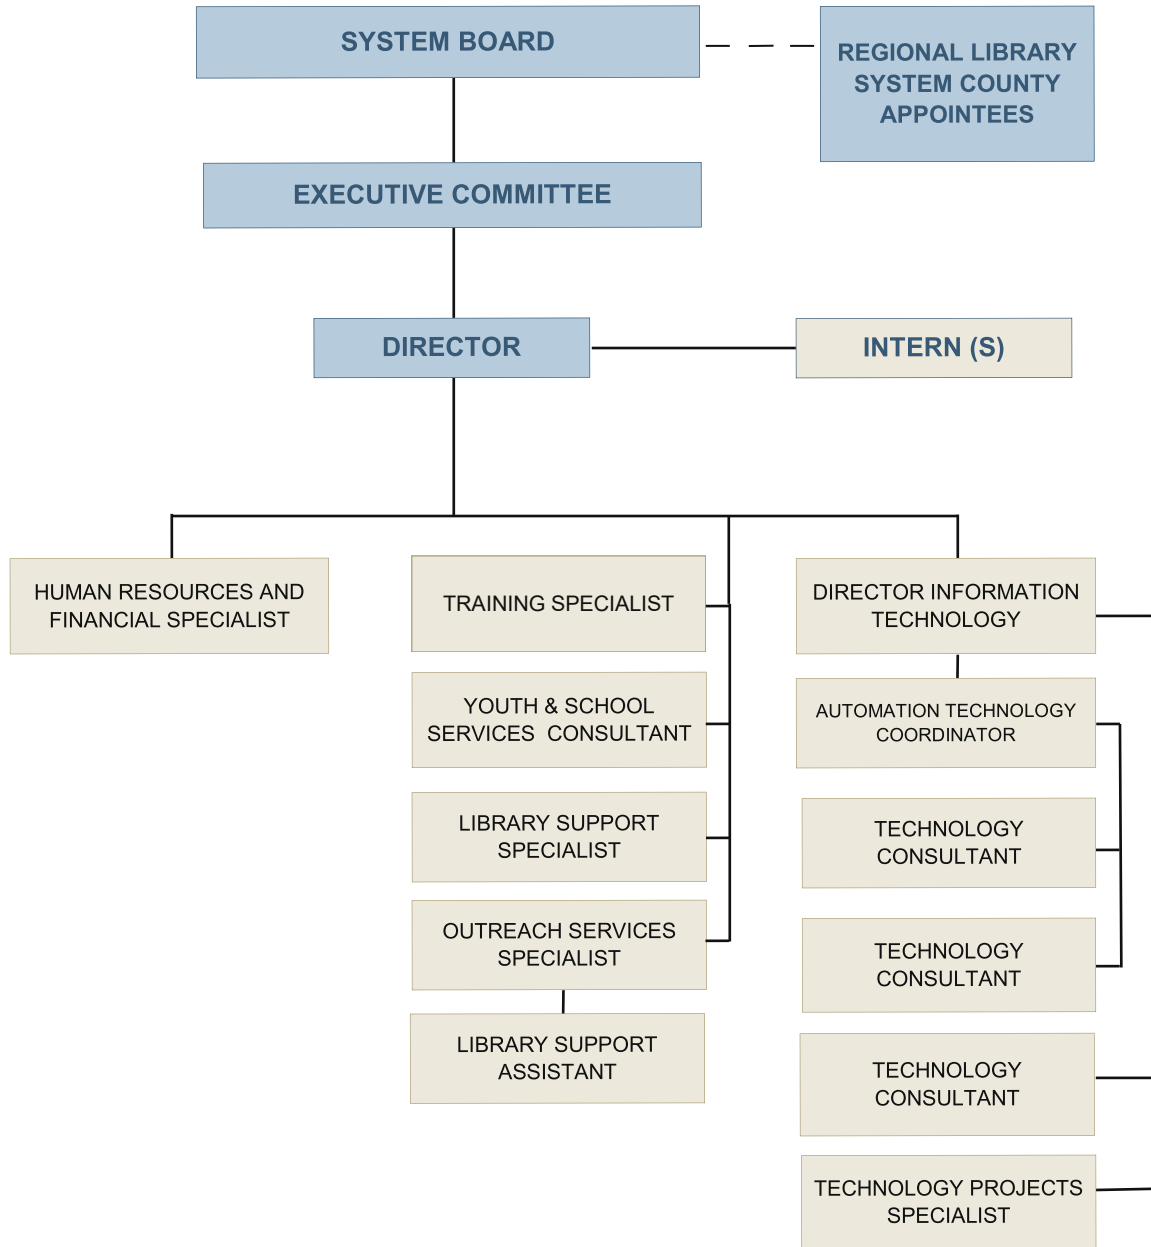 SYSTEM BOARD
REGIONAL LIBRARY
SYSTEM COUNTY
APPOINTEES
EXECUTIVE COMMITTEE
DIRECTOR
INTERN (S)
HUMAN RESOURCES AND
FINANCIAL SPECIALIST
TRAINING SPECIALIST
YOUTH & SCHOOL
SERVICES  CONSULTANT
LIBRARY SUPPORT
SPECIALIST
OUTREACH SERVICES
SPECIALIST
LIBRARY SUPPORT
ASSISTANT
DIRECTOR INFORMATION
TECHNOLOGY
AUTOMATION TECHNOLOGY
COORDINATOR
TECHNOLOGY
CONSULTANT
TECHNOLOGY
CONSULTANT
TECHNOLOGY
CONSULTANT
TECHNOLOGY PROJECTS
SPECIALIST